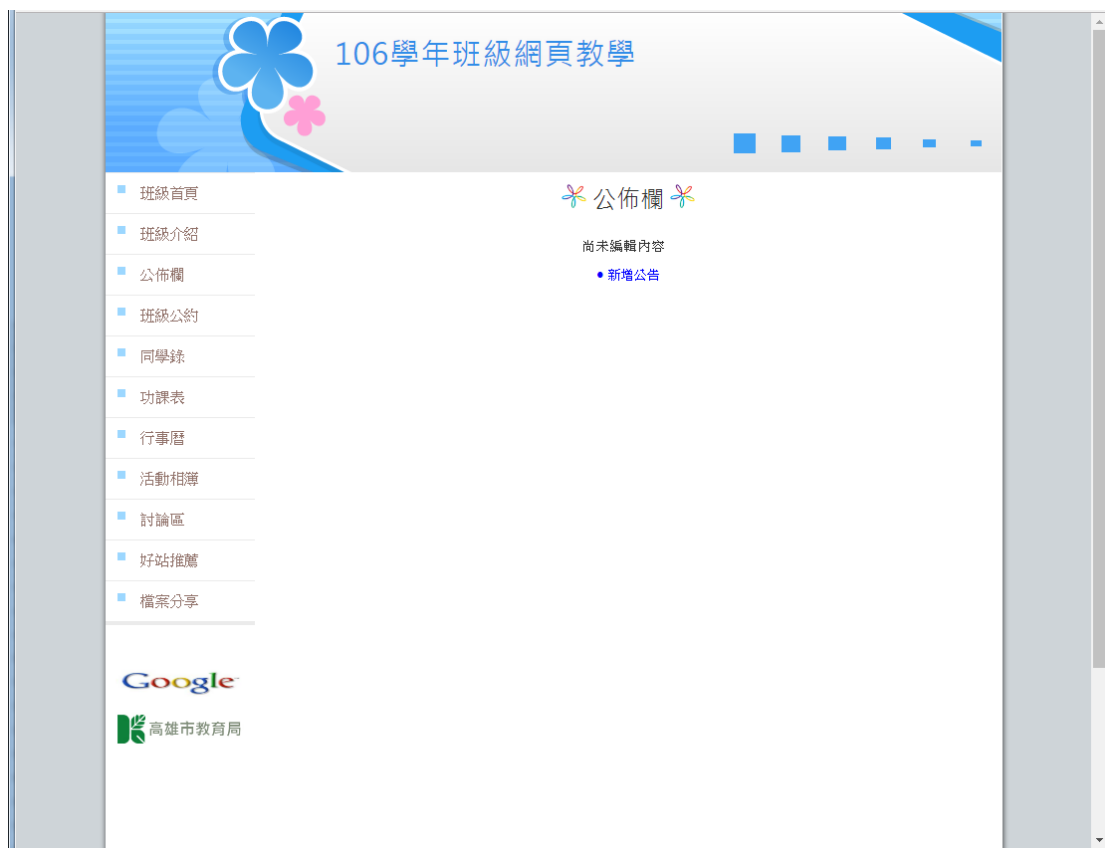 106學年班級網頁教學
班級首頁
班級介紹
公佈欄
班級公約
同學錄
功課表
行事曆
活動相簿
討論區
好站推薦
檔案分享
Google
高雄市教育局
公佈欄
尚未編輯內容
新增公告